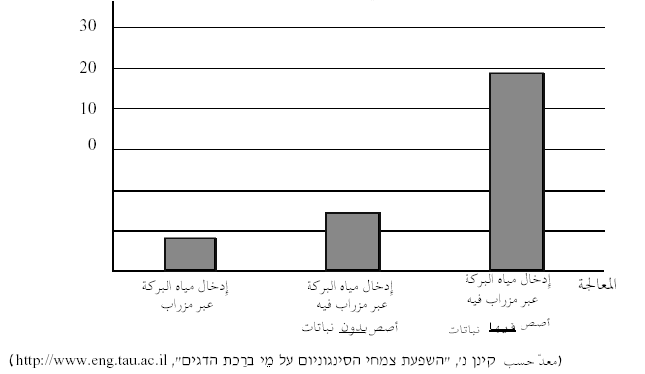 30
20
10
0
إدخال مياه البركة
عبر مزراب
إدخال مياه البركة
عبر مزراب فيه
أصص بدون نباتات
إدخال مياه البركة
عبر مزراب فيه
أصص فيها نباتات
المعالجة
(معدّ حسب קינן נ', "השפעת צמחי הסינגוניום על מֵי ברֵכת הדגים", http://www.eng.tau.ac.il)